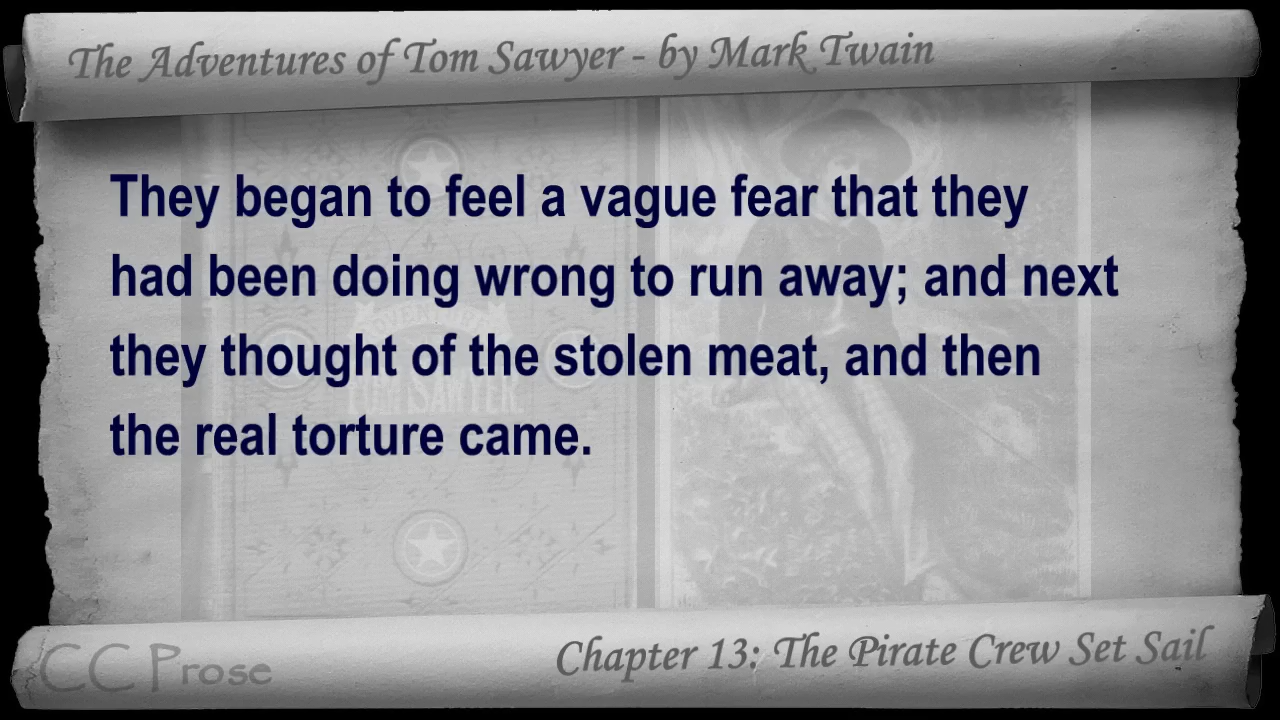 The Adventures of Tom Sawyer - by Mark Twain
They began to feel a vague fear that they
had been doing wrong to run away; and next
they thought of the stolen meat, and then
the real torture came.
CC Prose
Chapter 13: The Pirate Crew Set Sail